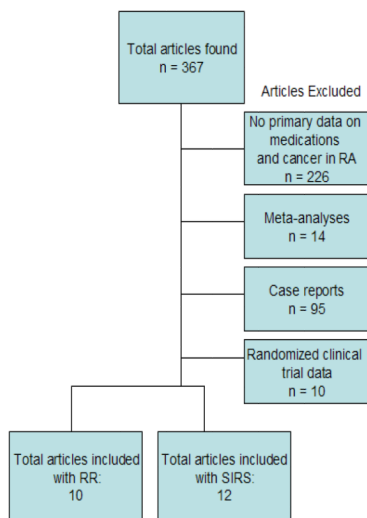 Total articles found
n = 367
Articles Excluded
No primary data on
medications
and cancer in RA
n = 226
Meta-analyses
n = 14
Case reports
n = 95
Randomized clinical
trial data
n = 10
Total articles included
with RR:
10
Total articles included
with SIRS:
12